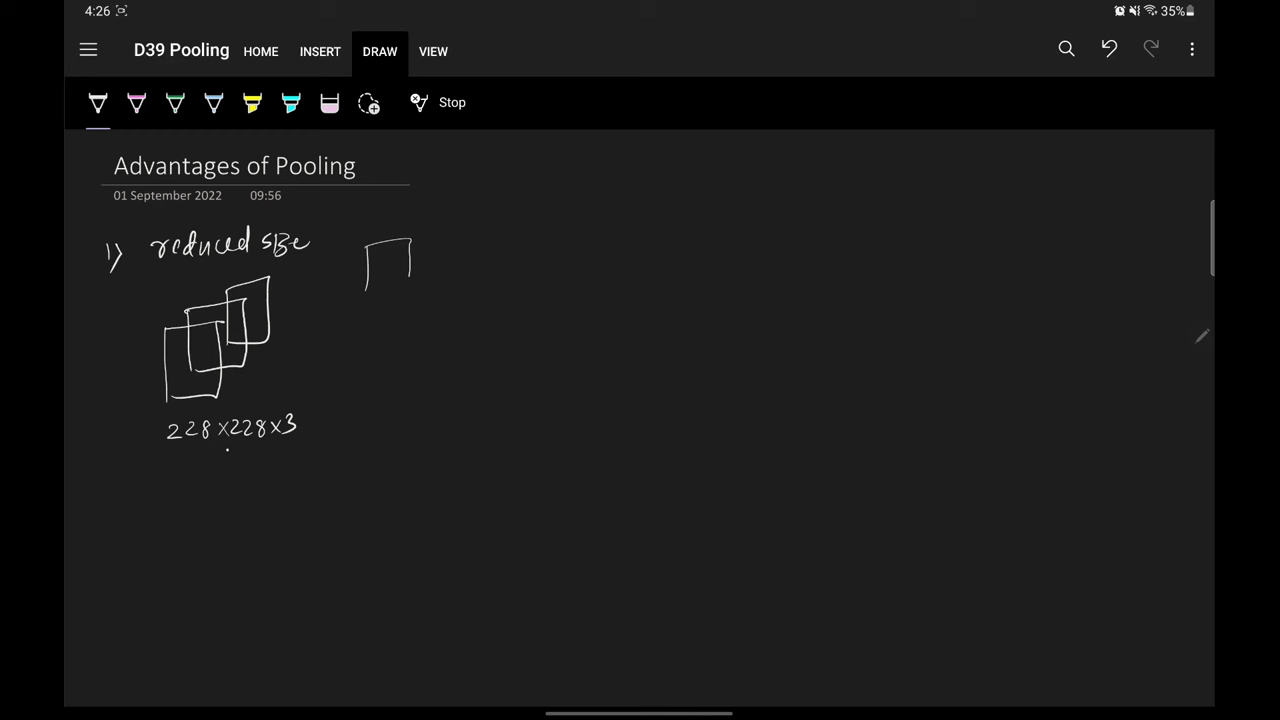 4:26 35%
D39 Pooling HOME INSERT DRAW VIEW
Stop
Advantages of Pooling
01 September 2022 09:56
1) reduced size
228×228×3